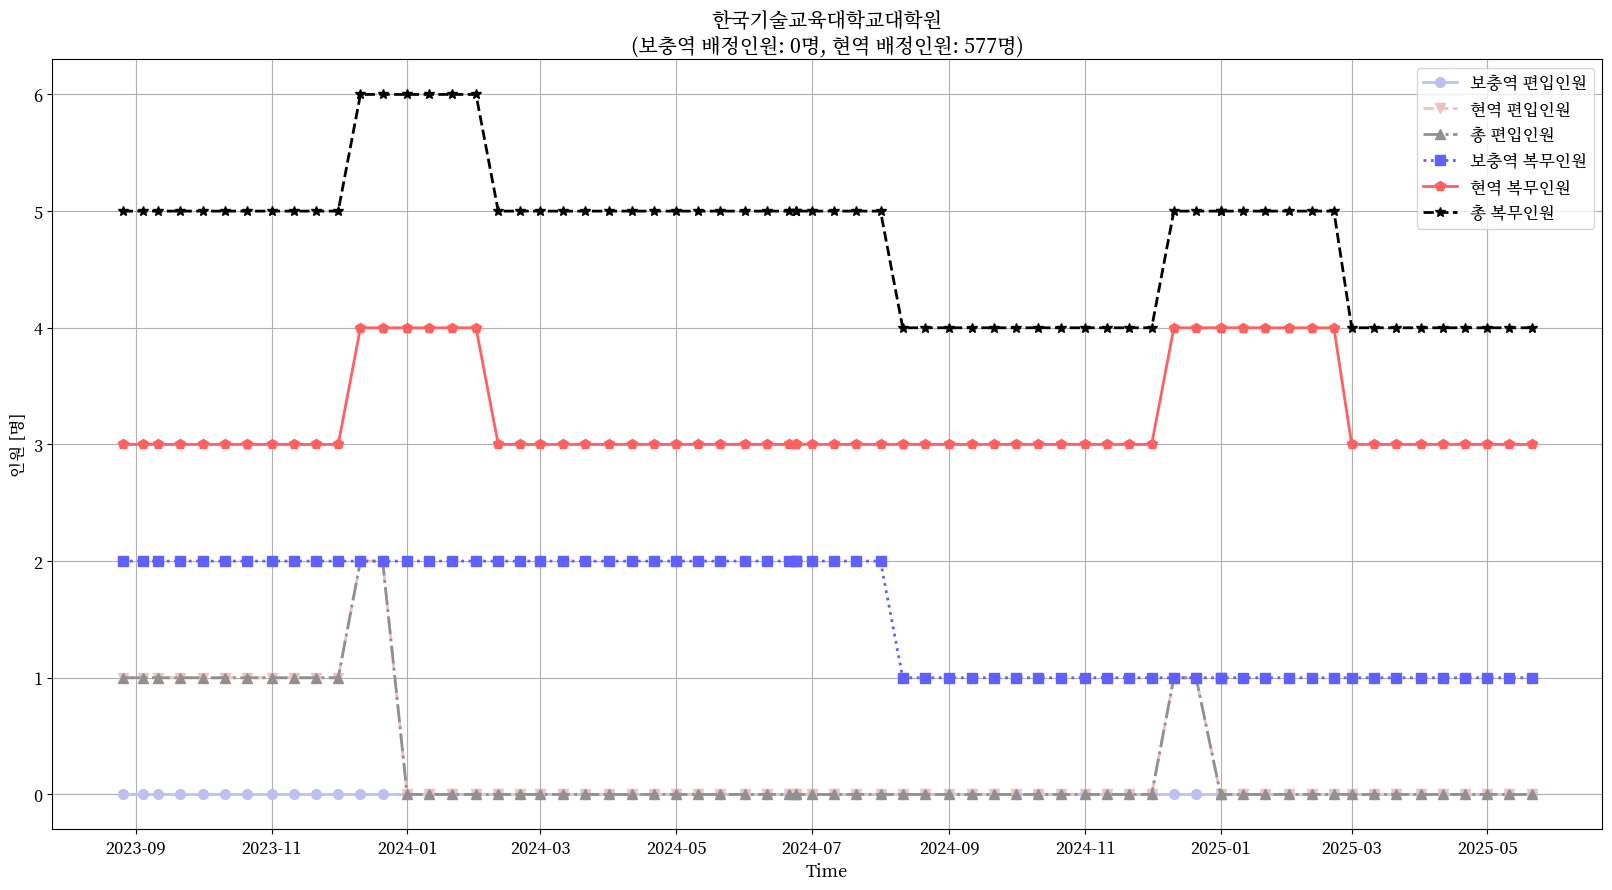 한국기술교육대학교대학원
(보충역 배정인원: 0명, 현역 배정인원: 577명)
보충역 편입인원
현역 편입인원
총 편입인원
보충역 복무인원
현역 복무인원
총 복무인원
인원 [명]
6
5
4
3
2
1
0
2023-09
2023-11
2024-01
2024-03
2024-05
2024-07
2024-09
2024-11
2025-01
2025-03
2025-05
Time